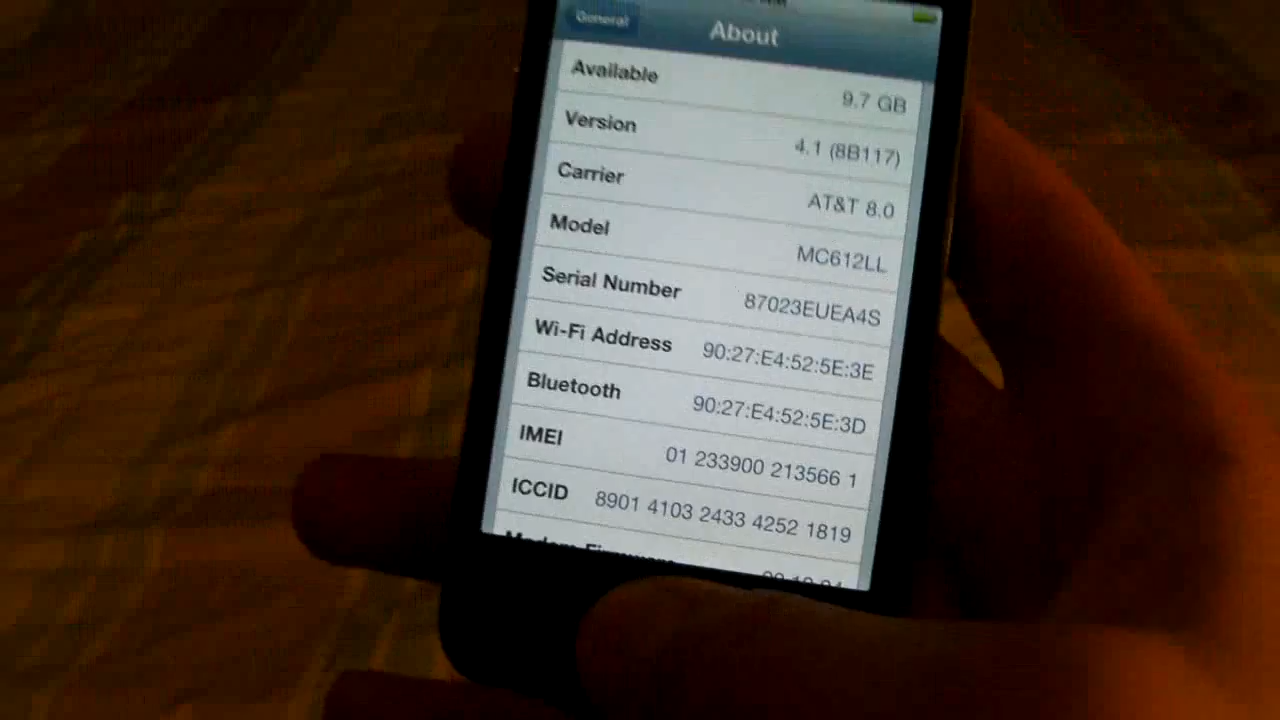 General
About
Available 9.7 GB
Version 4.1 (8B117)
Carrier AT&T 8.0
Model MC612LL
Serial Number 87023EUEA4S
Wi-Fi Address 90:27:E4:52:5E:3E
Bluetooth 90:27:E4:52:5E:3D
IMEI 01 233900 213566 1
ICCID 8901 4103 2433 4252 1819
Modem Firmware